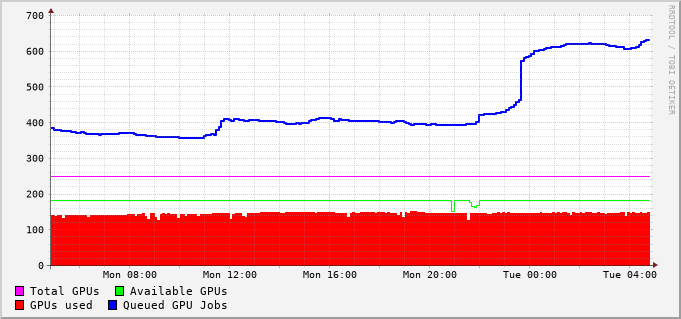 700
600
500
400
300
200
100
0
Mon 08:00 Mon 12:00 Mon 16:00 Mon 20:00 Tue 00:00 Tue 04:00
Total GPUs Available GPUs
GPUs used Queued GPU Jobs
RRDTOOL / TOBI OETIKER